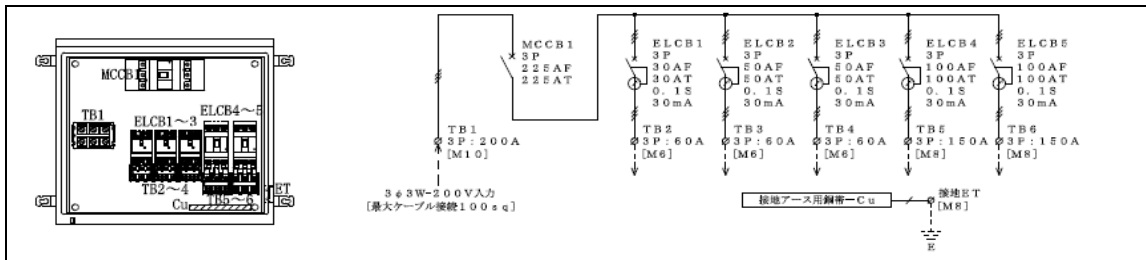 MCCB1
TB1
ELCB1～3
ELCB4～5
TB2～4
TB5～6
Cu
ET
MCCB1
3P
225AF
225AT
TB1
3P:200A
[M10]
3φ3W-200V入力
[最大ケーブル接続100sq]
ELCB1
3P
30AF
30AT
0.1S
30mA
TB2
3P:60A
[M6]
ELCB2
3P
50AF
50AT
0.1S
30mA
TB3
3P:60A
[M6]
ELCB3
3P
50AF
50AT
0.1S
30mA
TB4
3P:60A
[M6]
ELCB4
3P
100AF
100AT
0.1S
30mA
TB5
3P:150A
[M8]
ELCB5
3P
100AF
100AT
0.1S
30mA
TB6
3P:150A
[M8]
接地アース用銅帯ーCu
接地ET
[M8]
E